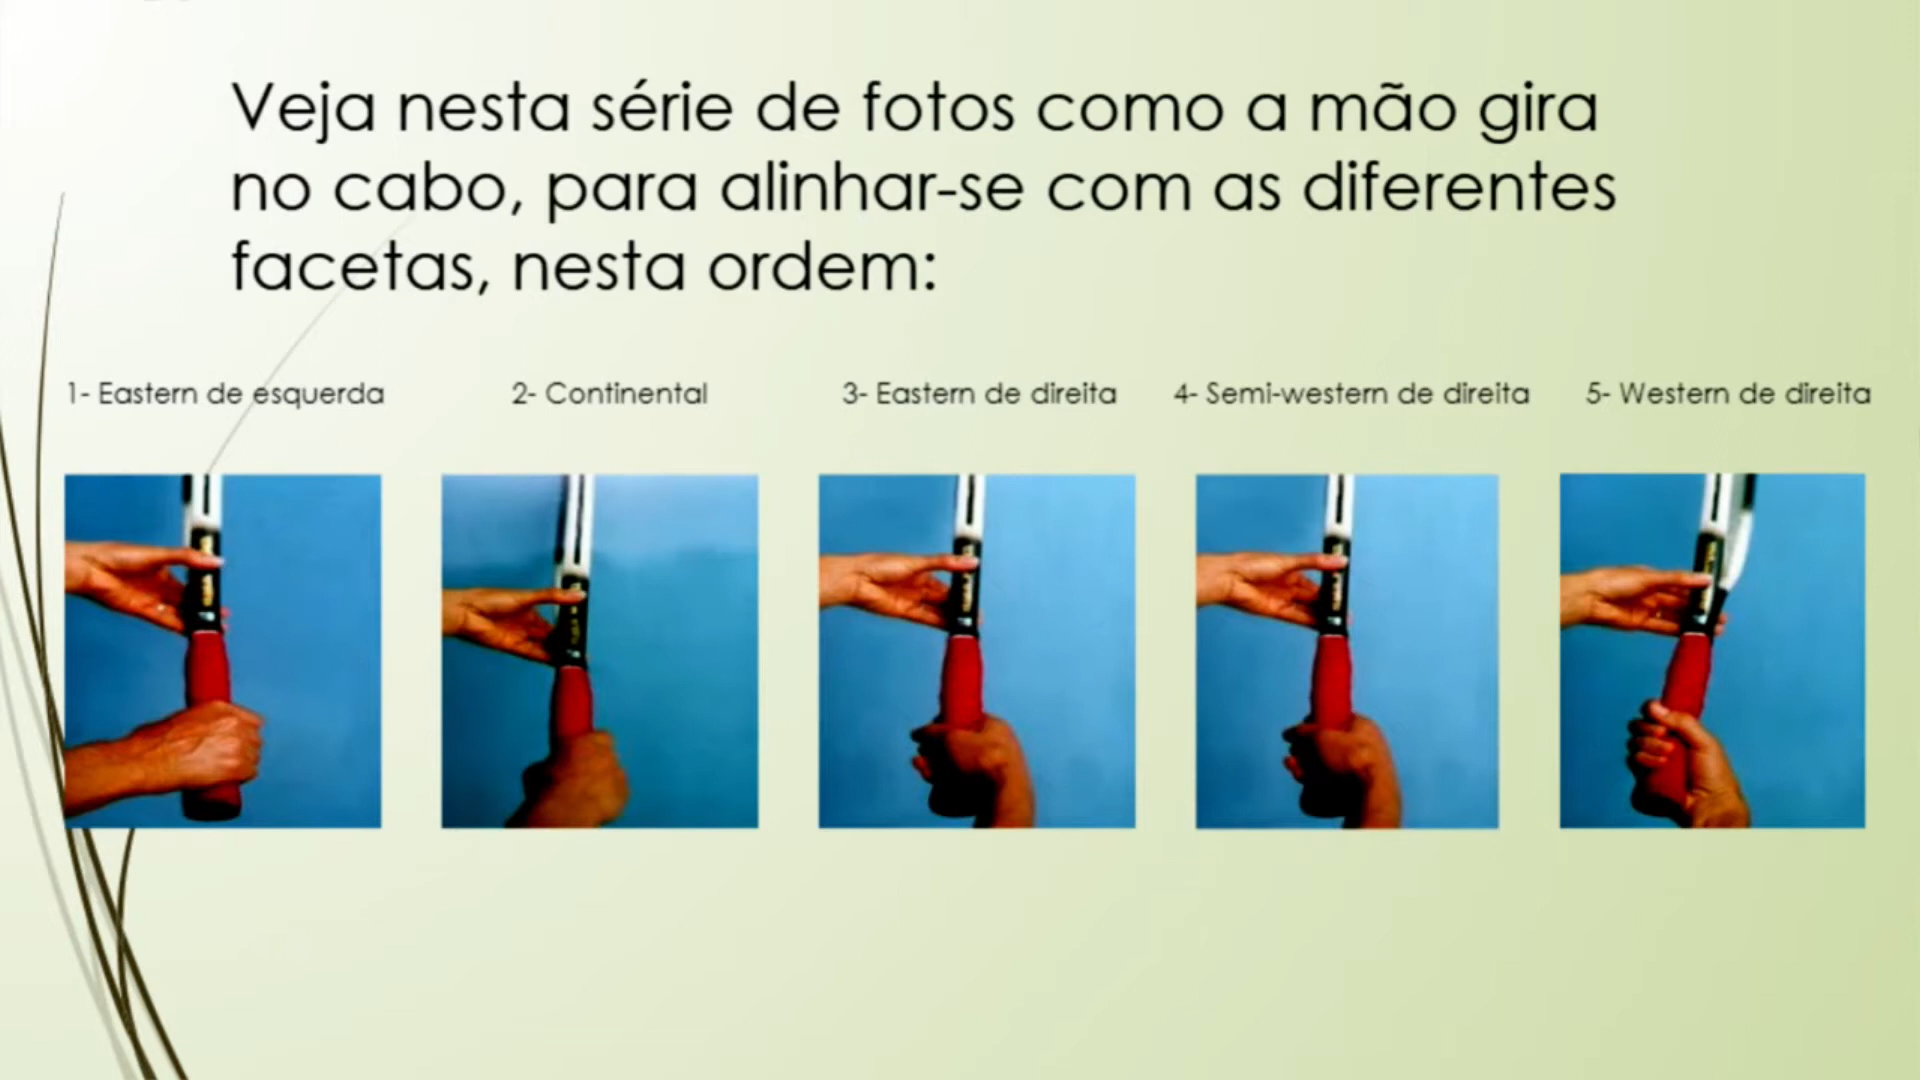 Veja nesta série de fotos como a mão gira
no cabo, para alinhar-se com as diferentes
facetas, nesta ordem:
1- Eastern de esquerda
2- Continental
3- Eastern de direita
4- Semi-western de direita
5- Western de direita